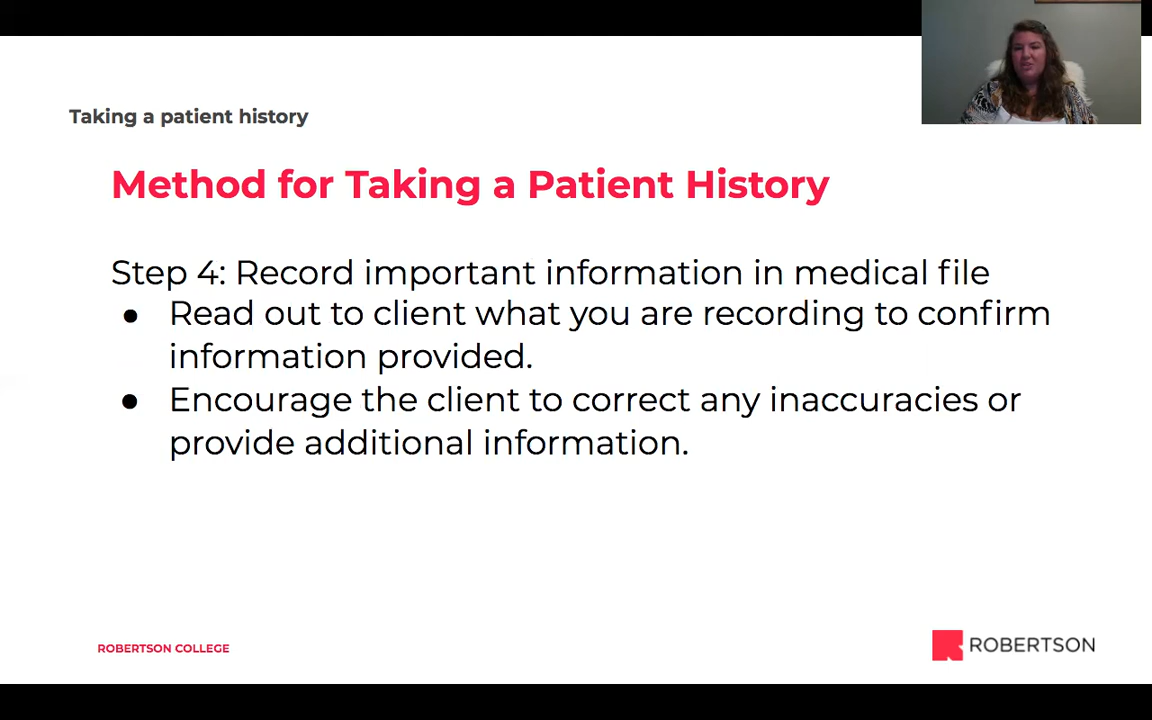 Taking a patient history
Method for Taking a Patient History
Step 4: Record important information in medical file
● Read out to client what you are recording to confirm
information provided.
● Encourage the client to correct any inaccuracies or
provide additional information.
ROBERTSON COLLEGE
ROBERTSON